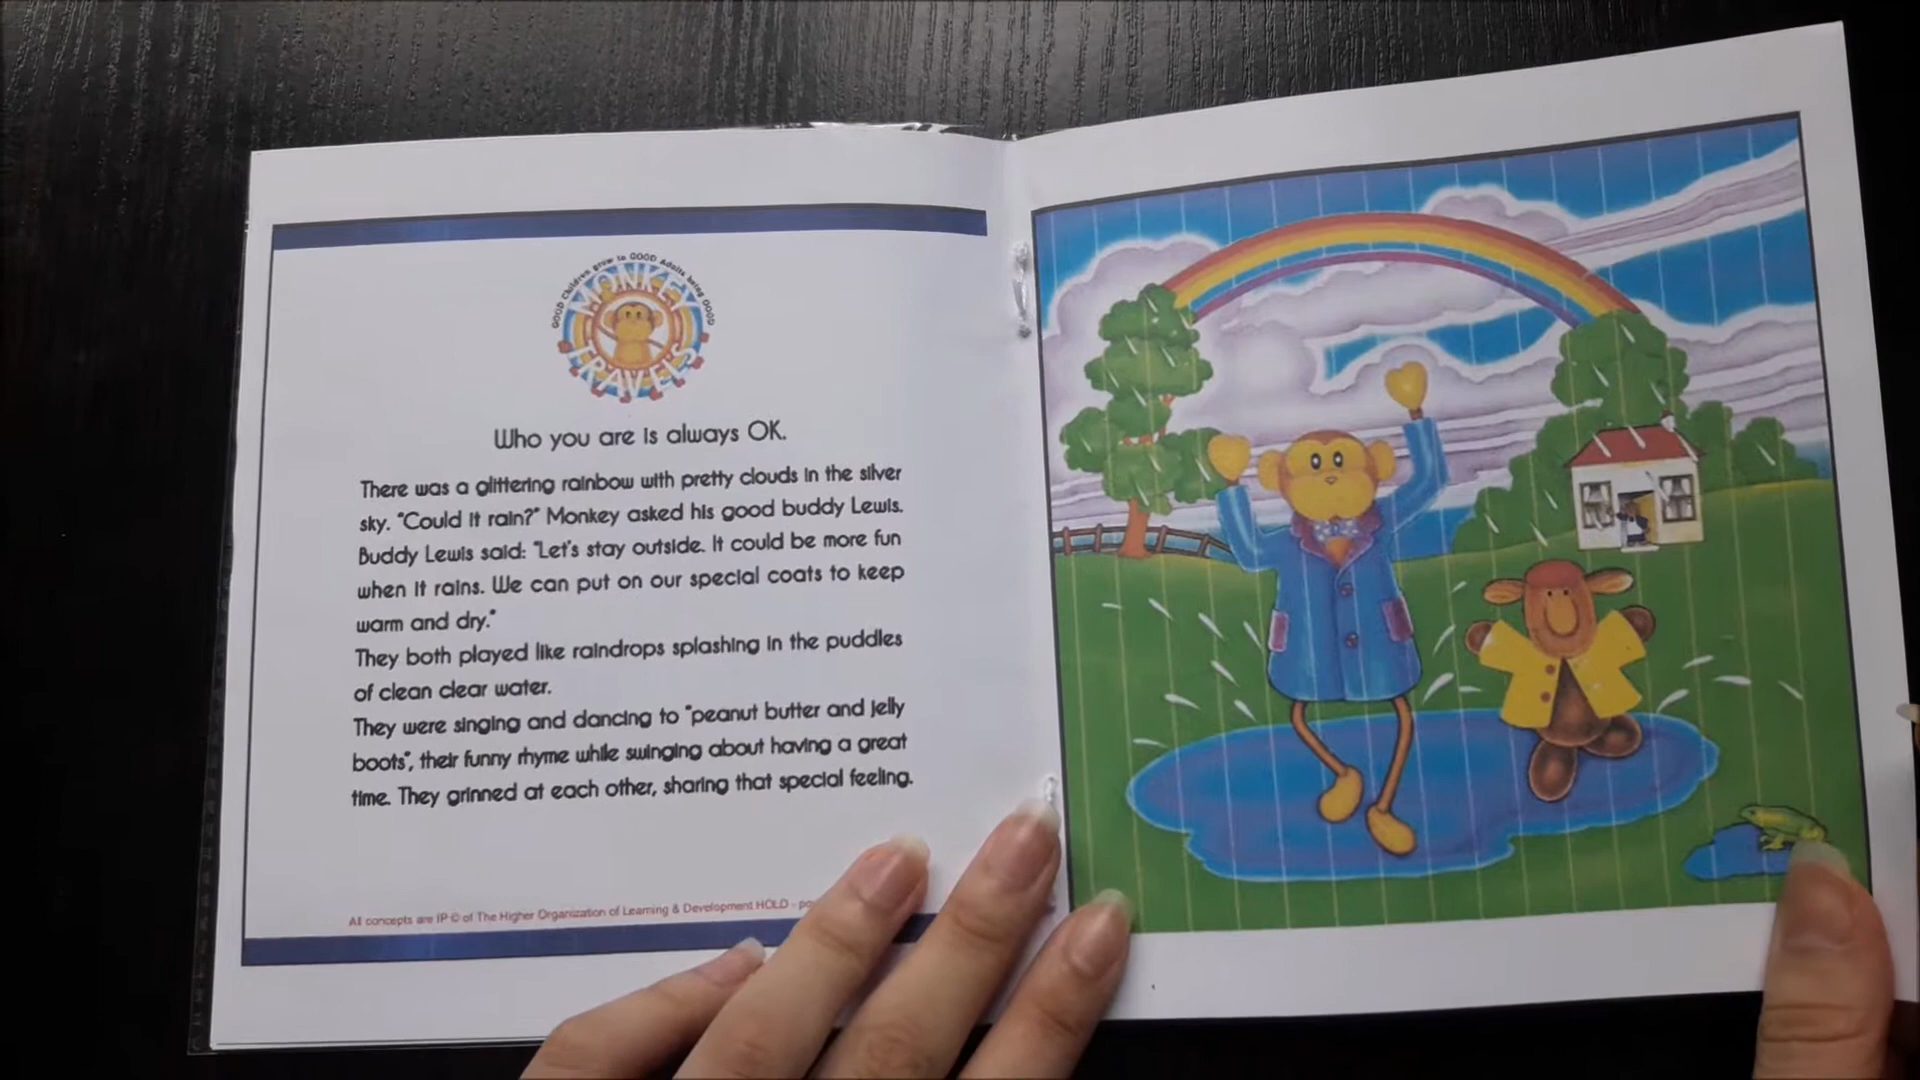 GOOD Children grow to GOOD Adults being GOOD
MONKEY
TRAVELS
Who you are is always OK.
There was a glittering rainbow with pretty clouds in the silver
sky. "Could it rain?" Monkey asked his good buddy Lewis.
Buddy Lewis said: "Let's stay outside. It could be more fun
when it rains. We can put on our special coats to keep
warm and dry."
They both played like raindrops splashing in the puddles
of clean clear water.
They were singing and dancing to "peanut butter and jelly
boots", their funny rhyme while swinging about having a great
time. They grinned at each other, sharing that special feeling.
All concepts are IP © of The Higher Organization of Learning & Development HOLD -